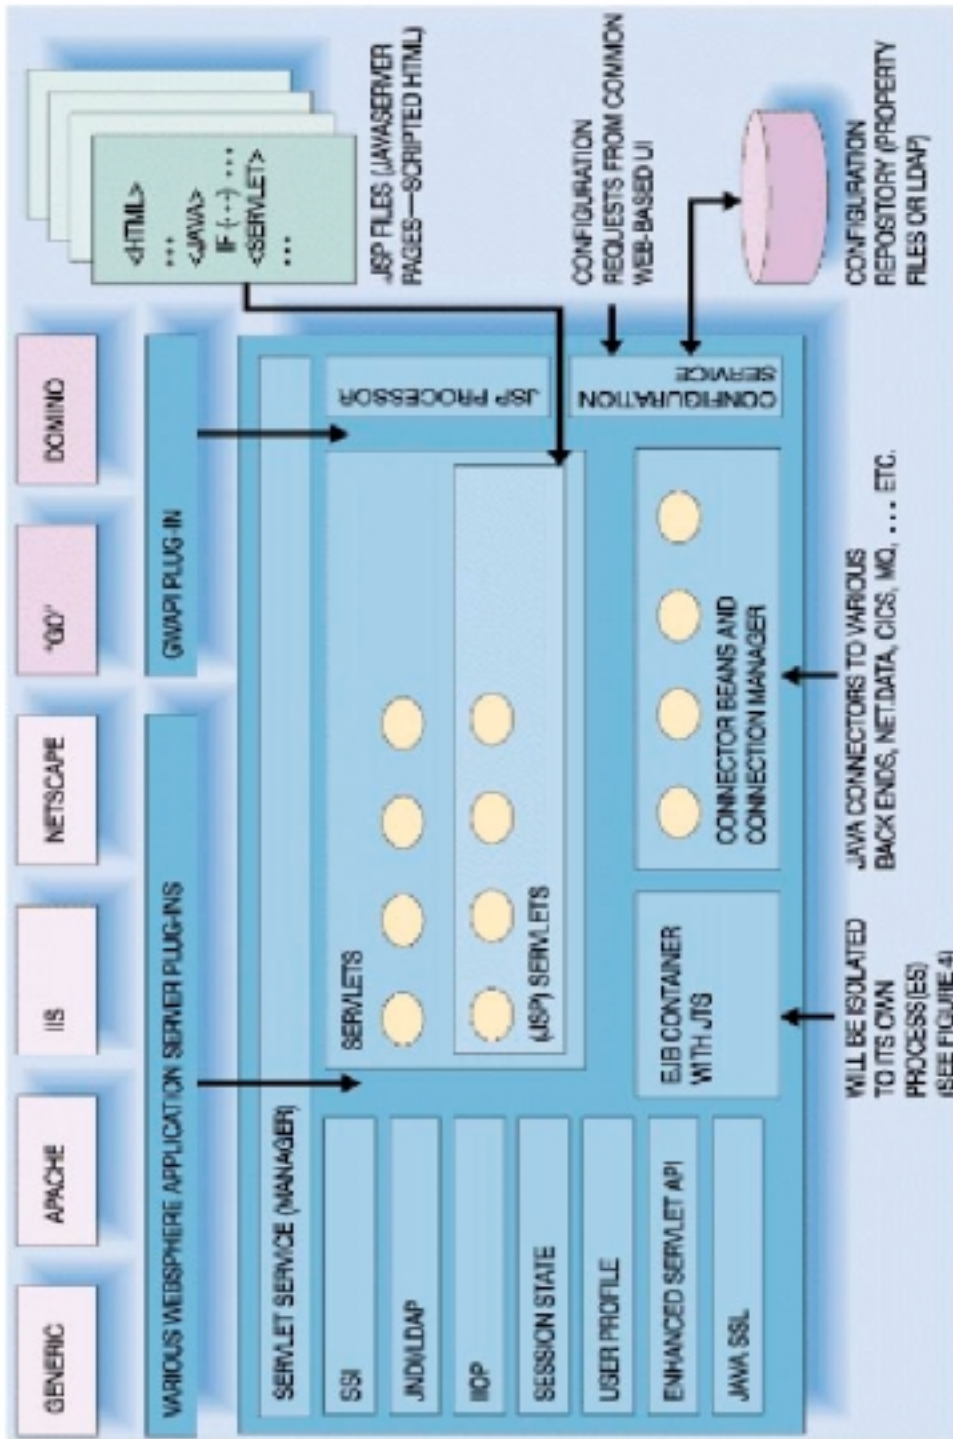 GENERIC
APACHE
IIS
NETSCAPE
"GO"
DOMINO
VARIOUS WEBSPHERE APPLICATION SERVER PLUG-INS
GWAPI PLUG-IN
<HTML>
...
<JAVA>
IF {--} ...
<SERVLET>
...
JSP FILES (JAVASERVER
PAGES—SCRIPTED HTML)
SERVLET SERVICE (MANAGER)
SSI
JNDI/LDAP
IIOP
SESSION STATE
USER PROFILE
ENHANCED SERVLET API
JAVA SSL
SERVLETS
(JSP) SERVLETS
JSP PROCESSOR
EJB CONTAINER
WITH JTS
CONNECTOR BEANS AND
CONNECTION MANAGER
CONFIGURATION
SERVICE
CONFIGURATION
REQUESTS FROM COMMON
WEB-BASED UI
CONFIGURATION
REPOSITORY (PROPERTY
FILES OR LDAP)
WILL BE ISOLATED
TO ITS OWN
PROCESS(ES)
(SEE FIGURE 4)
JAVA CONNECTORS TO VARIOUS
BACK ENDS, NET.DATA, CICS, MQ, ... ETC.